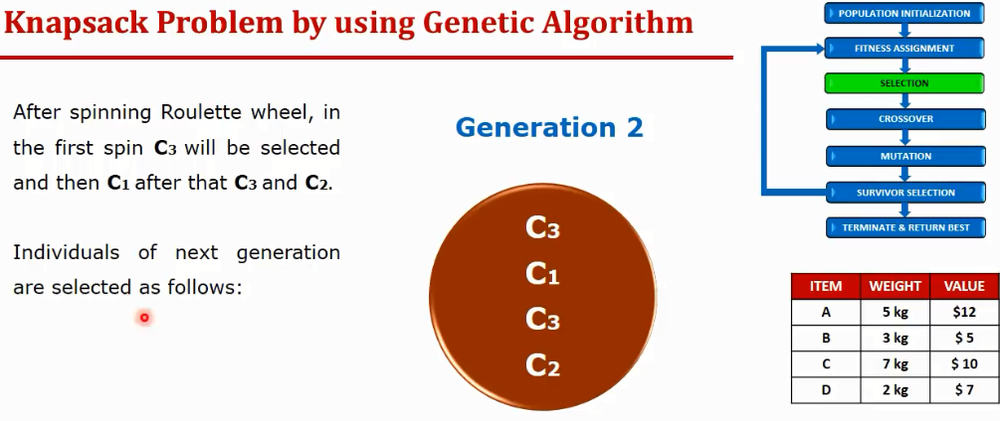 Knapsack Problem by using Genetic Algorithm
After spinning Roulette wheel, in
the first spin C3 will be selected
and then C1 after that C3 and C2.
Individuals of next generation
are selected as follows:
Generation 2
C3
C1
C3
C2
POPULATION INITIALIZATION
FITNESS ASSIGNMENT
SELECTION
CROSSOVER
MUTATION
SURVIVOR SELECTION
TERMINATE & RETURN BEST
ITEM WEIGHT VALUE
A 5 kg $12
B 3 kg $ 5
C 7 kg $ 10
D 2 kg $ 7